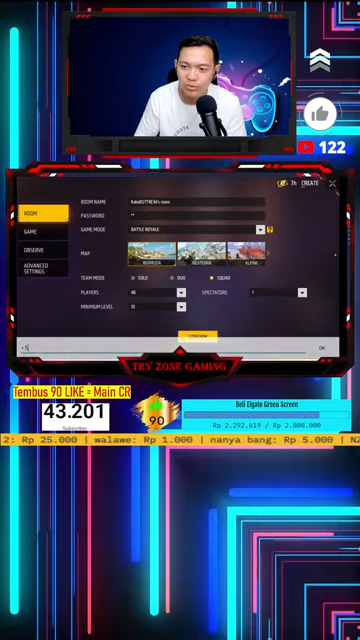 122
7h CREATE
ROOM
GAME
OBSERVE
ADVANCED
SETTINGS
ROOM NAME
PASSWORD
**
GAME MODE BATTLE ROYALE
MAP
BERMUDA NEXTERRA ALPINE
TEAM MODE SOLO DUO SQUAD
PLAYERS 48 SPECTATORS 1
MINIMUM LEVEL 10
CONFIRM
OK
TRY ZONE GAMING
Tembus 90 LIKE = Main CR
43.201
Subscriber
90
Beli Elgato Green Screen
Rp 2,292,619 / Rp 2.800.000
2: Rp 25.000 | walawe: Rp 1.000 | nanya bang: Rp 5.000 | NZ